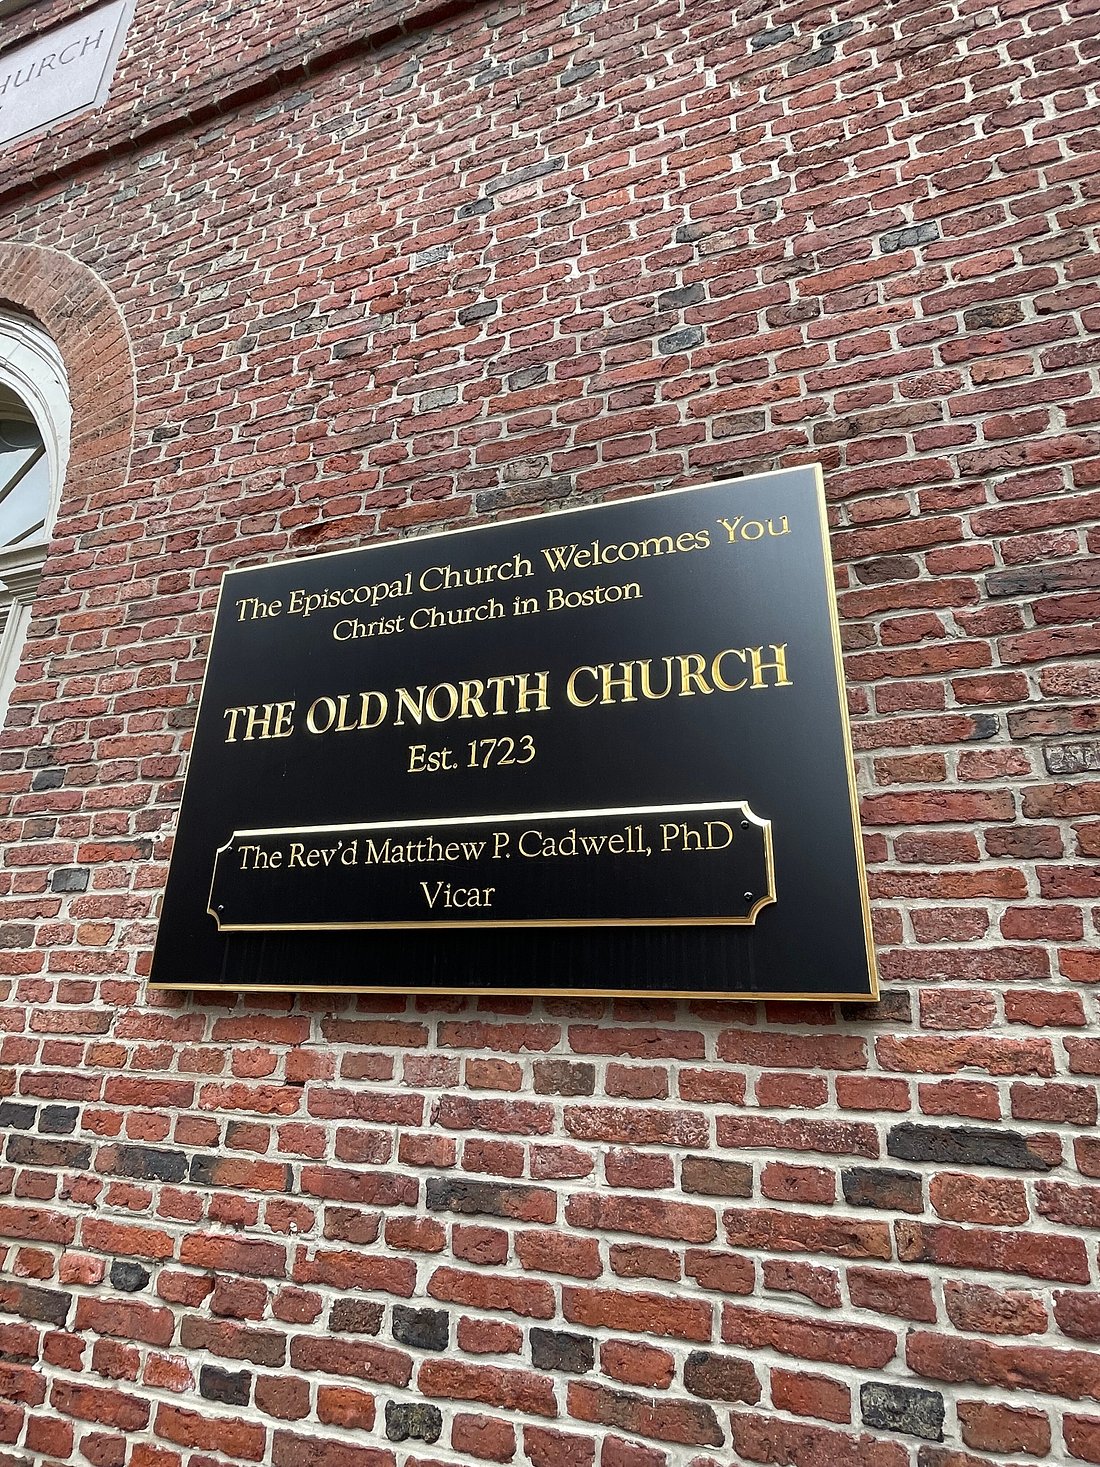 HURCH
The Episcopal Church Welcomes You
Christ Church in Boston
THE OLD NORTH CHURCH
Est. 1723
The Rev'd Matthew P. Cadwell, PhD
Vicar